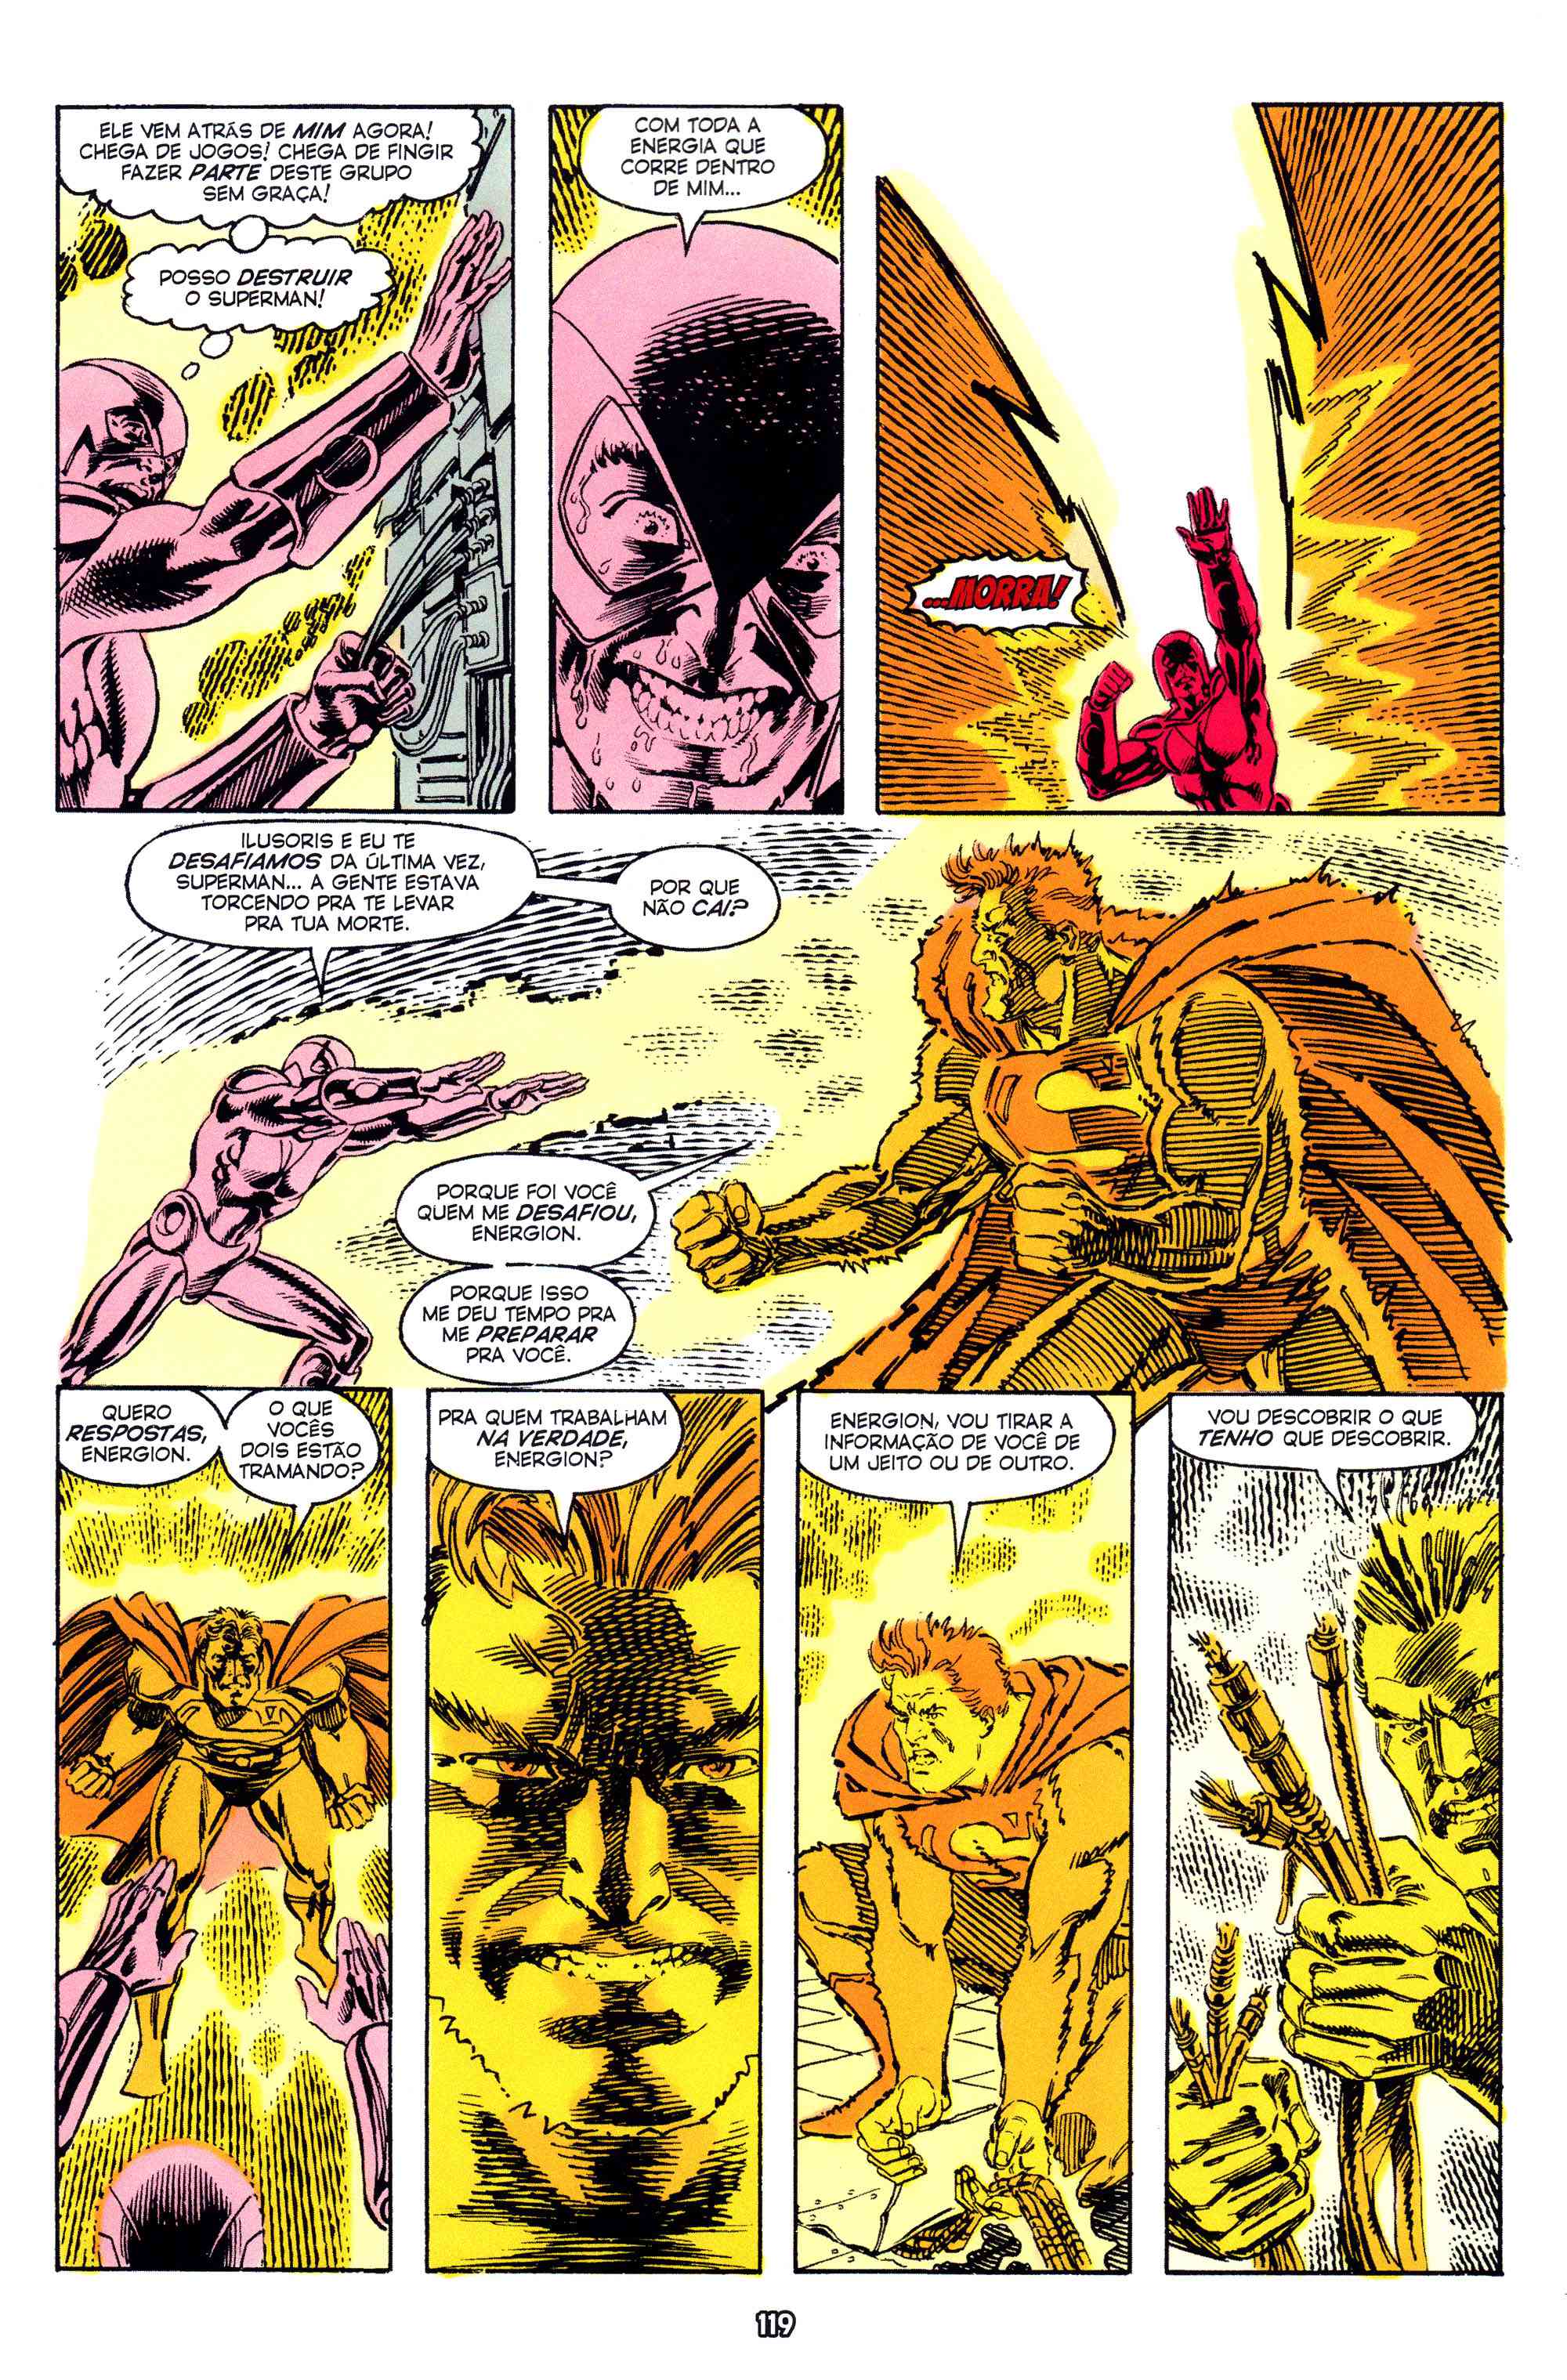 ELE VEM ATRÁS DE MIM AGORA!
CHEGA DE JOGOS! CHEGA DE FINGIR
FAZER PARTE DESTE GRUPO
SEM GRAÇA!
POSSO DESTRUIR
O SUPERMAN!
COM TODA A
ENERGIA QUE
CORRE DENTRO
DE MIM...
...MORRA!
ILUSORIS E EU TE
DESAFIAMOS DA ÚLTIMA VEZ,
SUPERMAN... A GENTE ESTAVA
TORCENDO PRA TE LEVAR
PRA TUA MORTE.
POR QUE
NÃO CAI?
PORQUE FOI VOCÊ
QUEM ME DESAFIOU,
ENERGION.
PORQUE ISSO
ME DEU TEMPO PRA
ME PREPARAR
PRA VOCÊ.
QUERO
RESPOSTAS,
ENERGION.
O QUE
VOCÊS
DOIS ESTÃO
TRAMANDO?
PRA QUEM TRABALHAM
NA VERDADE,
ENERGION?
ENERGION, VOU TIRAR A
INFORMAÇÃO DE VOCÊ DE
UM JEITO OU DE OUTRO.
VOU DESCOBRIR O QUE
TENHO QUE DESCOBRIR.
119